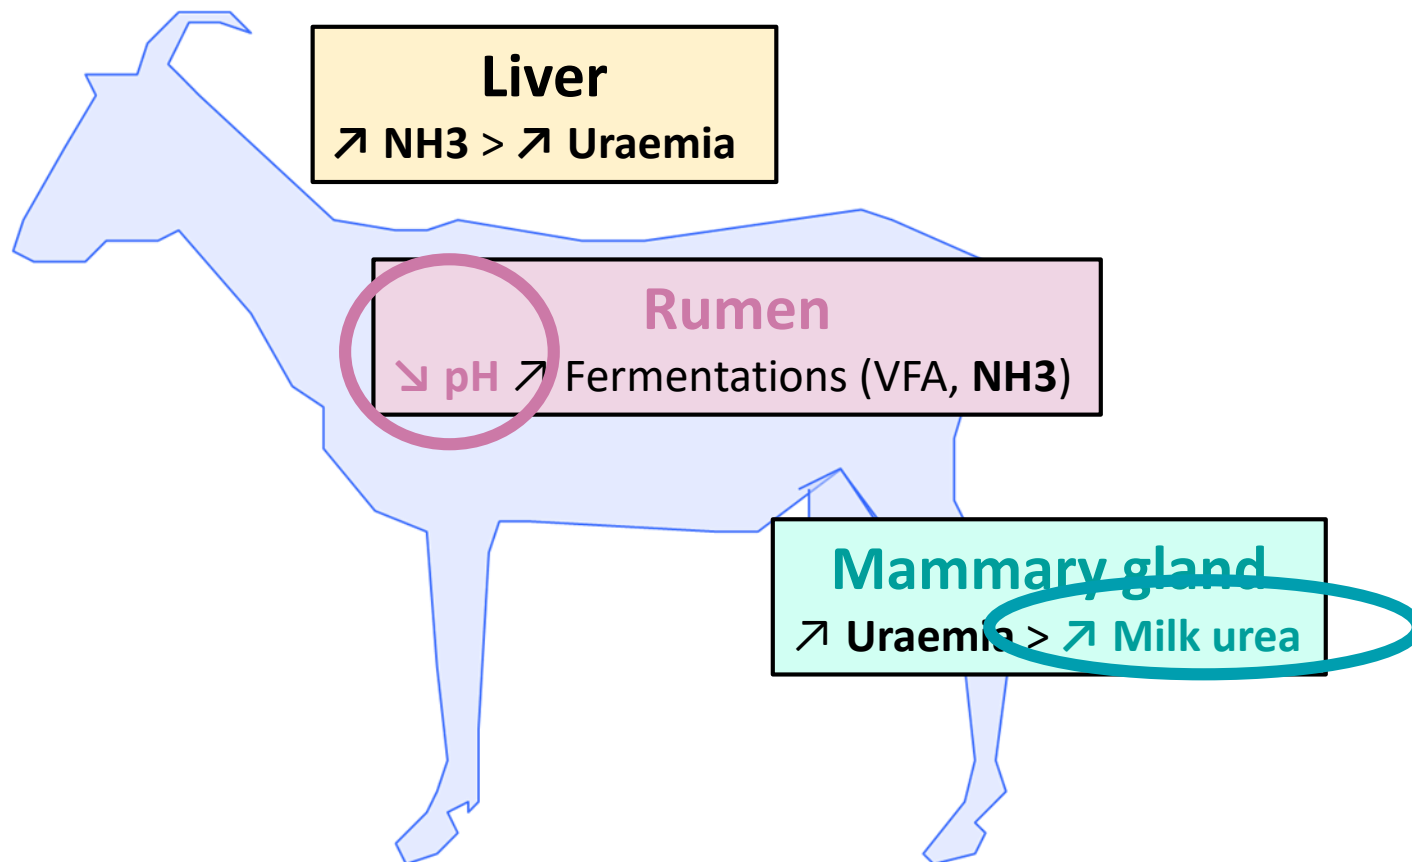 Liver
↗ NH3 > ↗ Uraemia
Rumen
↘ pH ↗ Fermentations (VFA, NH3)
Mammary gland
↗ Uraemia > ↗ Milk urea